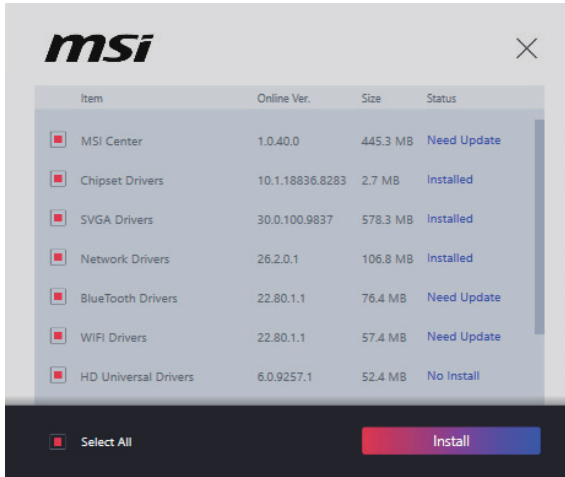 msi
Item Online Ver. Size Status
MSI Center 1.0.40.0 445.3 MB Need Update
Chipset Drivers 10.1.18836.8283 2.7 MB Installed
SVGA Drivers 30.0.100.9837 578.3 MB Installed
Network Drivers 26.2.0.1 106.8 MB Installed
BlueTooth Drivers 22.80.1.1 76.4 MB Need Update
WIFI Drivers 22.80.1.1 57.4 MB Need Update
HD Universal Drivers 6.0.9257.1 52.4 MB No Install
Select All Install